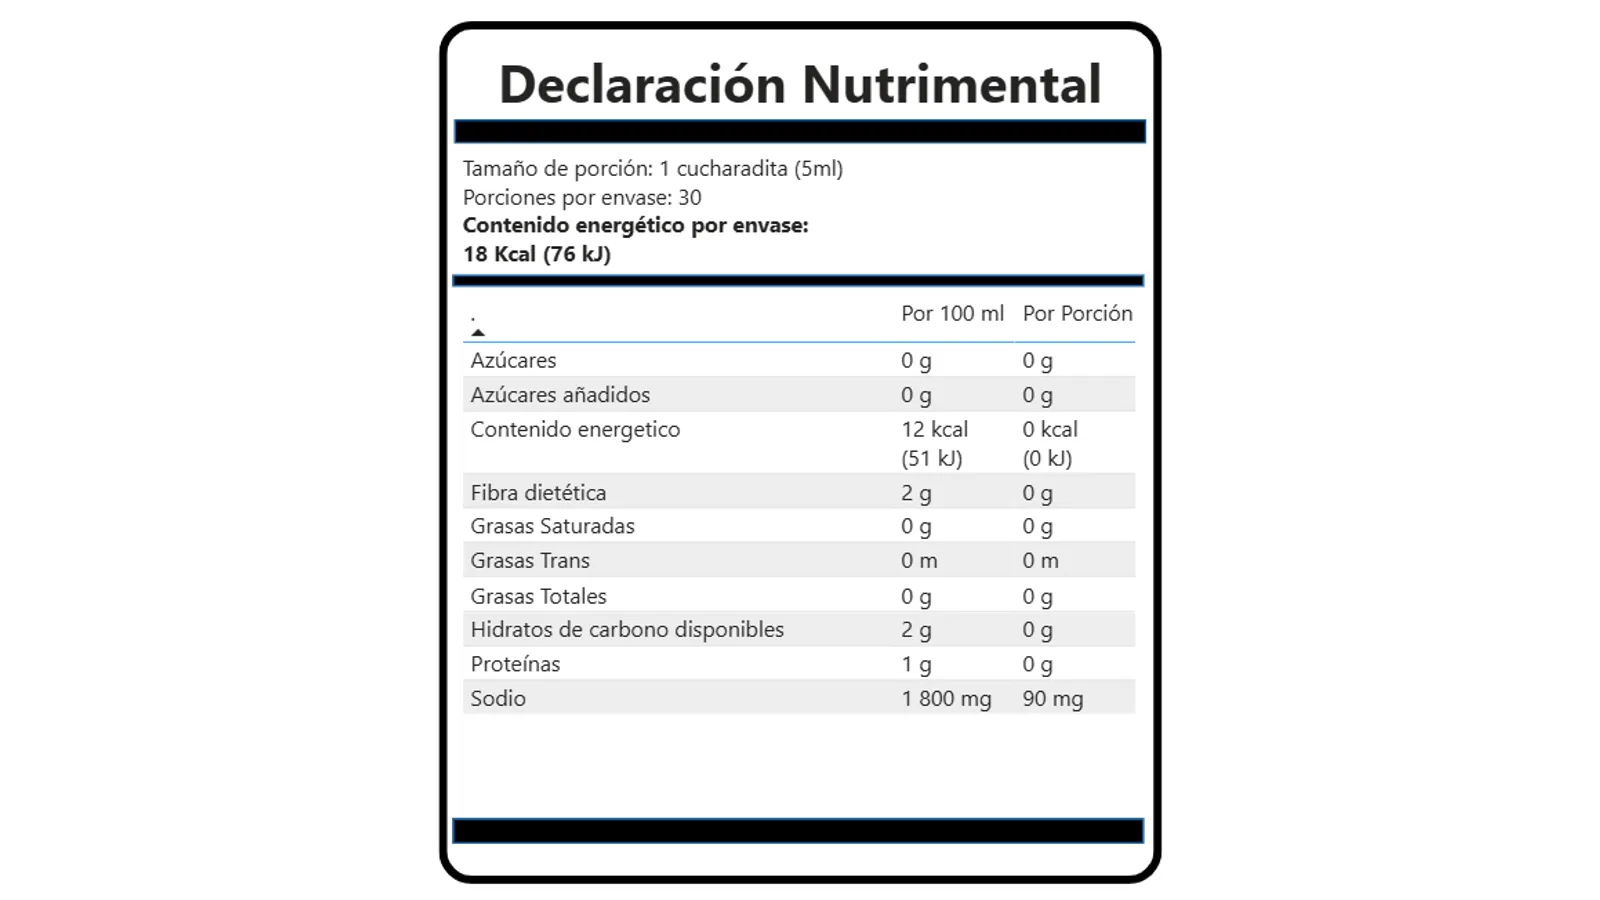 Declaración Nutrimental
Tamaño de porción: 1 cucharadita (5ml)
Porciones por envase: 30
Contenido energético por envase:
18 Kcal (76 kJ)
. Por 100 ml Por Porción
Azúcares 0 g 0 g
Azúcares añadidos 0 g 0 g
Contenido energetico 12 kcal 0 kcal
(51 kJ) (0 kJ)
Fibra dietética 2 g 0 g
Grasas Saturadas 0 g 0 g
Grasas Trans 0 m 0 m
Grasas Totales 0 g 0 g
Hidratos de carbono disponibles 2 g 0 g
Proteínas 1 g 0 g
Sodio 1 800 mg 90 mg